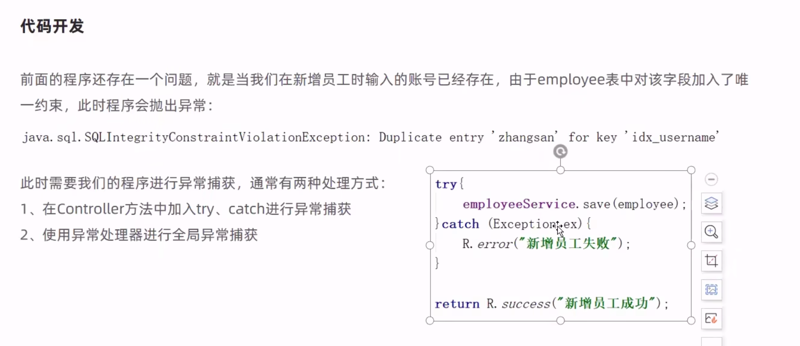 代码开发
前面的程序还存在一个问题，就是当我们在新增员工时输入的账号已经存在，由于employee表中对该字段加入了唯
一约束，此时程序会抛出异常：
java.sql.SQLIntegrityConstraintViolationException: Duplicate entry 'zhangsan' for key 'idx_username'
此时需要我们的程序进行异常捕获，通常有两种处理方式：
1、在Controller方法中加入try、catch进行异常捕获
2、使用异常处理器进行全局异常捕获
try{
employeeService.save(employee);
}catch (Exception ex){
R.error("新增员工失败");
}
return R.success("新增员工成功");